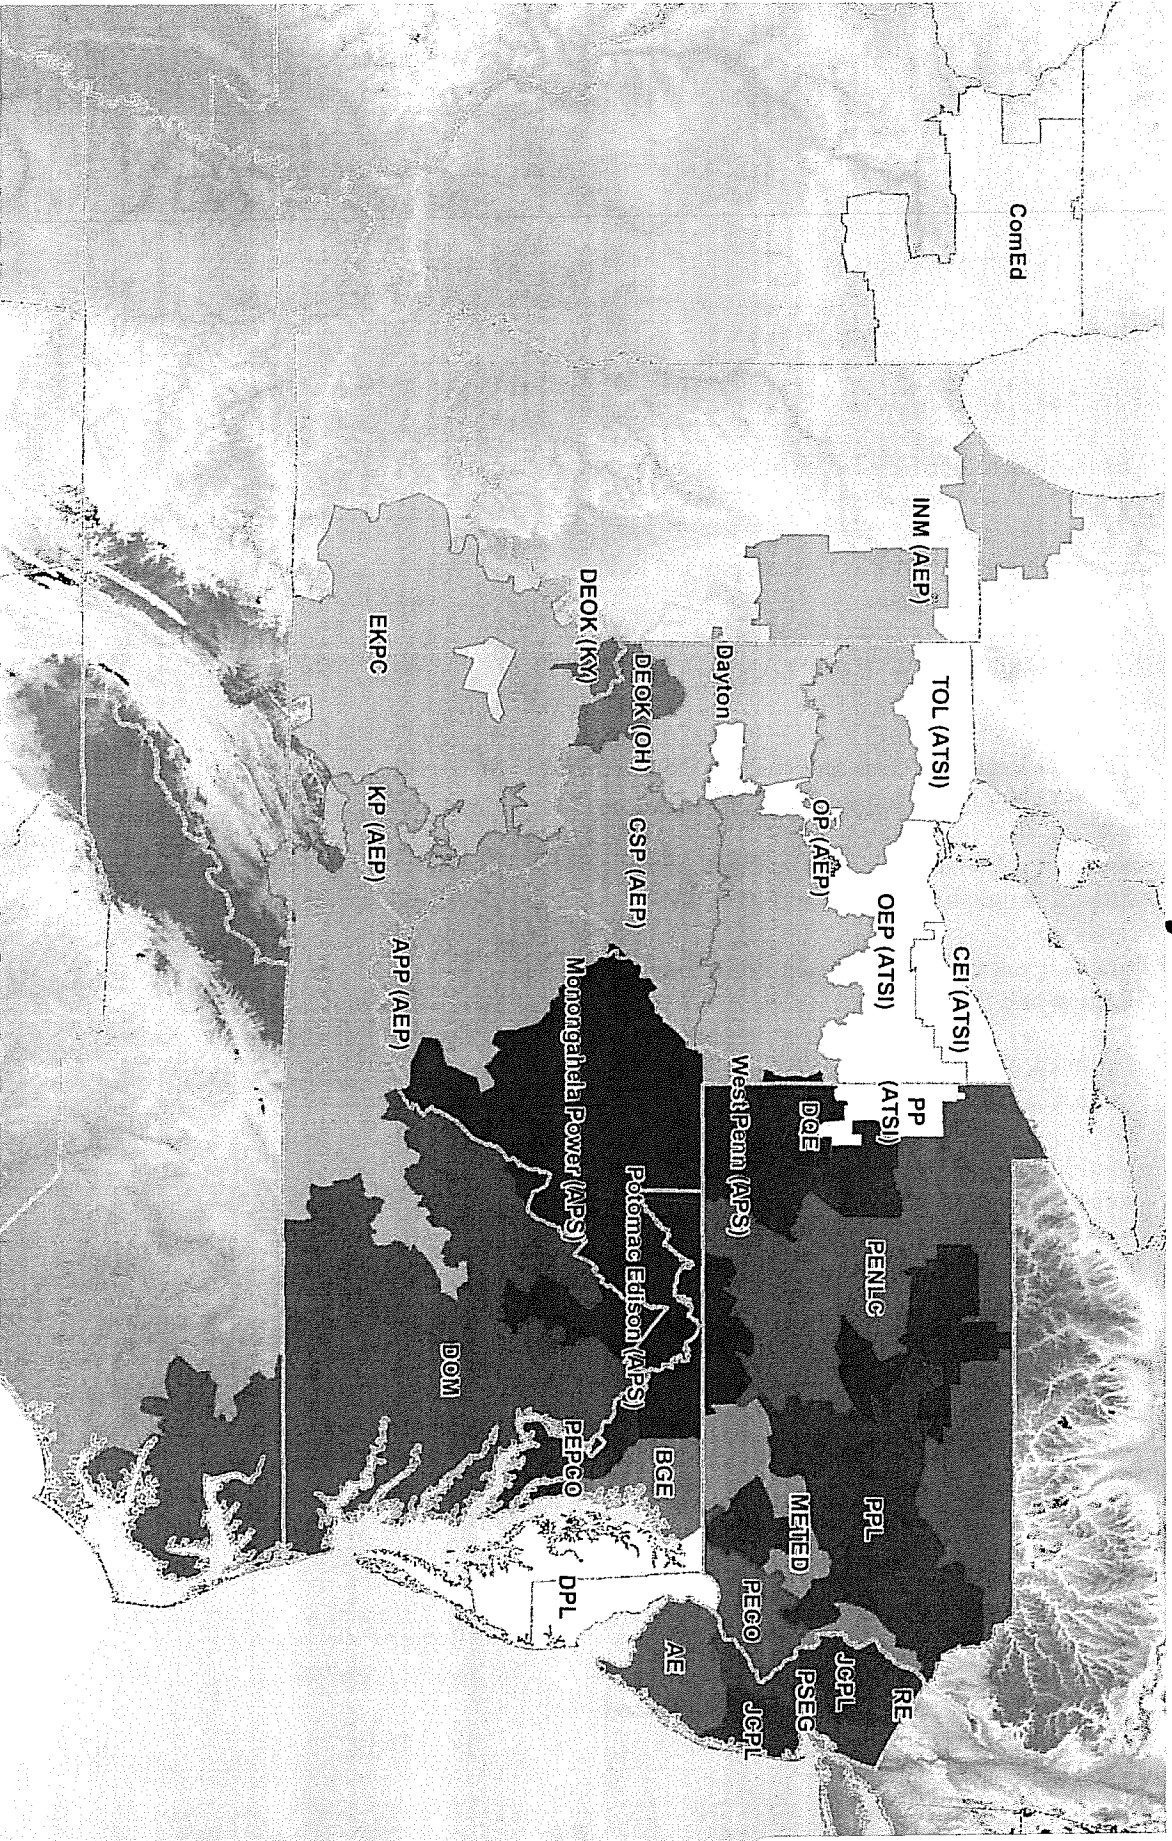 ComEd
INM (AEP)
TOL (ATSI)
CEI (ATSI)
OEP (ATSI)
OP (AEP)
PP
(ATSI)
Dayton
DEOK (OH)
DEOK (KY)
CSP (AEP)
EKPC
KP (AEP)
APP (AEP)
Monongahela Power (APS)
Potomac Edison (APS)
West Penn (APS)
DQE
PENLC
PPL
METED
PECO
RE
JCPL
PSEG
JCPL
AE
DPL
BGE
PEPCO
DOM